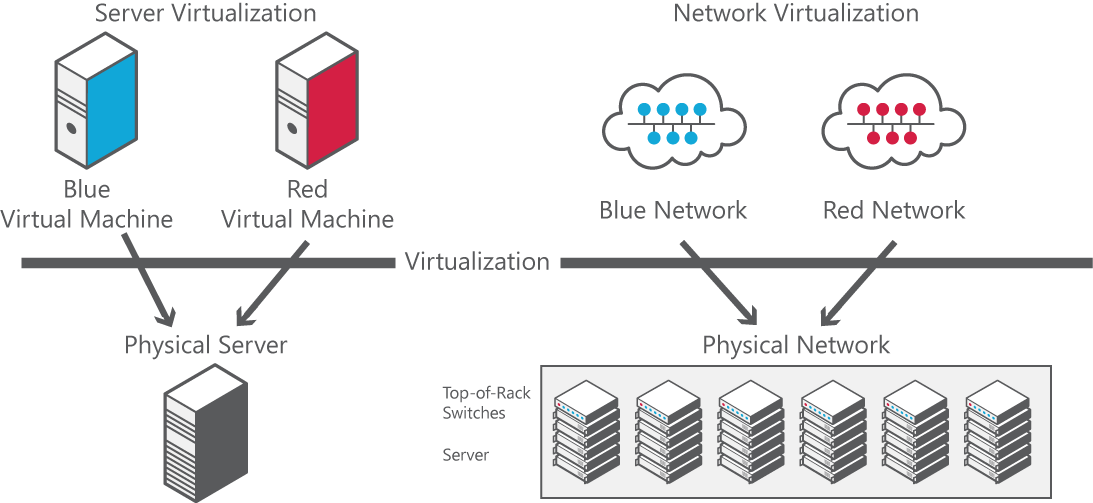 Server Virtualization
Network Virtualization
Blue
Virtual Machine
Red
Virtual Machine
Blue Network
Red Network
Virtualization
Physical Server
Physical Network
Top-of-Rack
Switches
Server